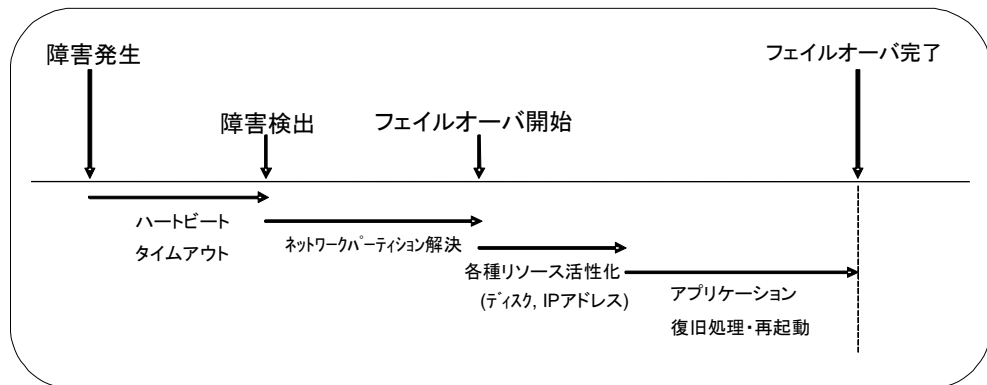 障害発生
フェイルオーバ完了
障害検出
フェイルオーバ開始
ハートビート
タイムアウト
ネットワークパーティション解決
各種リソース活性化
(ディスク, IPアドレス)
アプリケーション
復旧処理・再起動